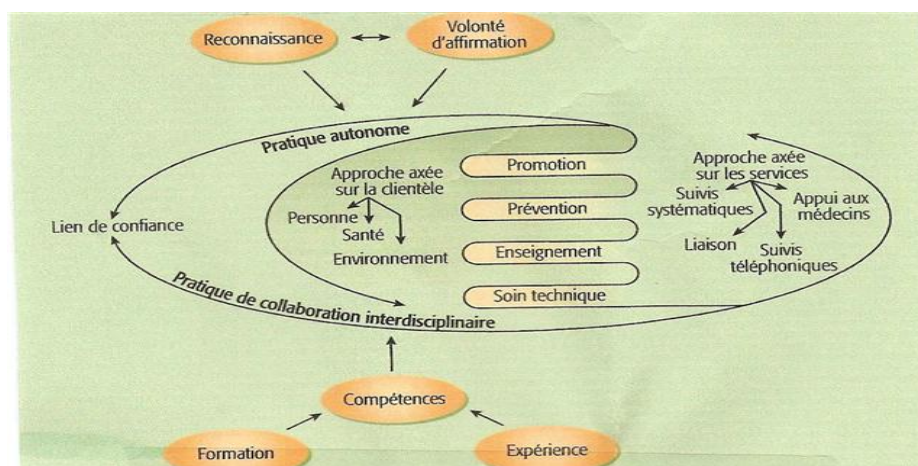 Reconnaissance
Volonté
d'affirmation
Pratique autonome
Approche axée
sur la clientèle
Personne
Santé
Environnement
Promotion
Prévention
Enseignement
Soin technique
Approche axée
sur les services
Suivis
systématiques
Appui aux
médecins
Liaison
Suivis
téléphoniques
Lien de confiance
Pratique de collaboration interdisciplinaire
Compétences
Formation
Expérience